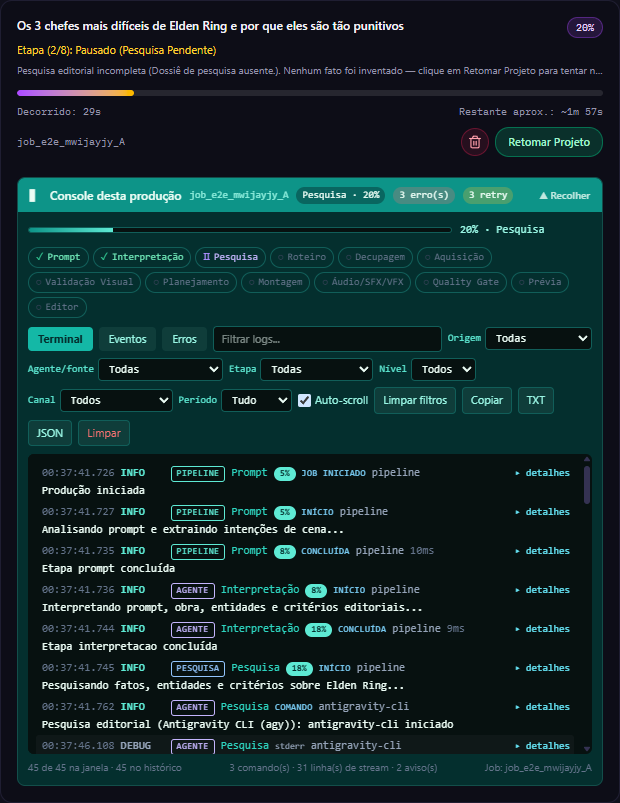 Os 3 chefes mais difíceis de Elden Ring e por que eles são tão punitivos
20%
Etapa (2/8): Pausado (Pesquisa Pendente)
Pesquisa editorial incompleta (Dossiê de pesquisa ausente.). Nenhum fato foi inventado — clique em Retomar Projeto para tentar n...
Decorrido: 29s
Restante aprox.: ~1m 57s
job_e2e_mwijayjy_A
Retomar Projeto
Console desta produção job_e2e_mwijayjy_A Pesquisa · 20% 3 erro(s) 3 retry ▲ Recolher
20% · Pesquisa
✓ Prompt ✓ Interpretação II Pesquisa ○ Roteiro ○ Decupagem ○ Aquisição
○ Validação Visual ○ Planejamento ○ Montagem ○ Áudio/SFX/VFX ○ Quality Gate ○ Prévia
○ Editor
Terminal Eventos Erros Filtrar logs... Origem Todas
Agente/fonte Todas Etapa Todas Nível Todos
Canal Todos Período Tudo Auto-scroll Limpar filtros Copiar TXT
JSON Limpar
00:37:41.726 INFO PIPELINE Prompt 5% JOB INICIADO pipeline ▸ detalhes
Produção iniciada
00:37:41.727 INFO PIPELINE Prompt 5% INÍCIO pipeline ▸ detalhes
Analisando prompt e extraindo intenções de cena...
00:37:41.735 INFO PIPELINE Prompt 8% CONCLUÍDA pipeline 10ms ▸ detalhes
Etapa prompt concluída
00:37:41.736 INFO AGENTE Interpretação 8% INÍCIO pipeline ▸ detalhes
Interpretando prompt, obra, entidades e critérios editoriais...
00:37:41.744 INFO AGENTE Interpretação 18% CONCLUÍDA pipeline 9ms ▸ detalhes
Etapa interpretacao concluída
00:37:41.745 INFO PESQUISA Pesquisa 18% INÍCIO pipeline ▸ detalhes
Pesquisando fatos, entidades e critérios sobre Elden Ring...
00:37:41.762 INFO AGENTE Pesquisa COMANDO antigravity-cli ▸ detalhes
Pesquisa editorial (Antigravity CLI (agy)): antigravity-cli iniciado
00:37:46.108 DEBUG AGENTE Pesquisa stderr antigravity-cli ▸ detalhes
45 de 45 na janela · 45 no histórico 3 comando(s) · 31 linha(s) de stream · 2 aviso(s) Job: job_e2e_mwijayjy_A